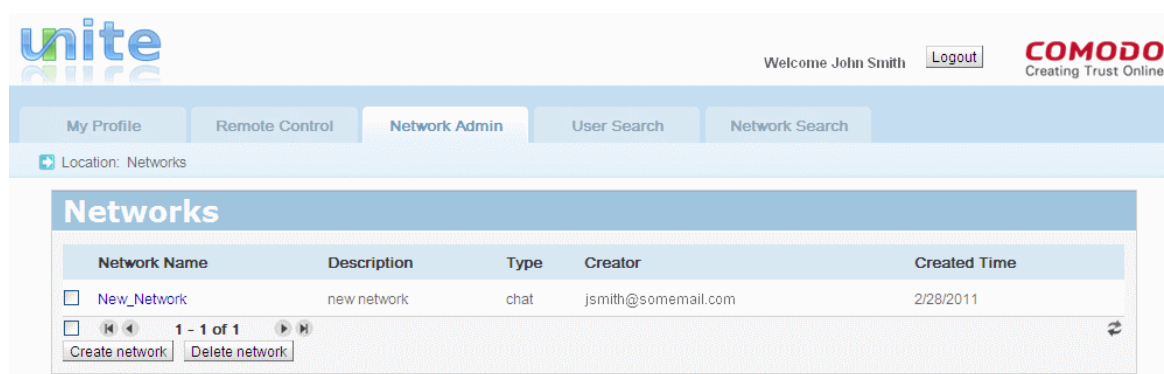 unite
Welcome John Smith Logout
COMODO
Creating Trust Online
My Profile Remote Control Network Admin User Search Network Search
Location: Networks
Networks
Network Name Description Type Creator Created Time
New_Network new network chat jsmith@somemail.com 2/28/2011
1 - 1 of 1
Create network Delete network